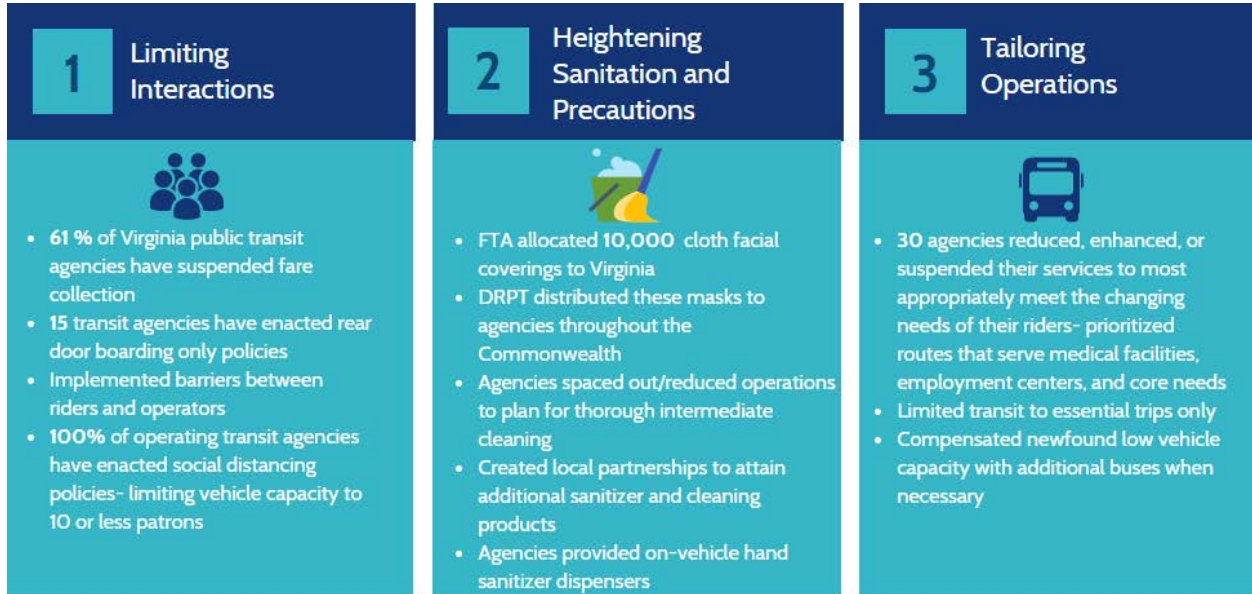 1
Limiting
Interactions
• 61 % of Virginia public transit
agencies have suspended fare
collection
• 15 transit agencies have enacted rear
door boarding only policies
• Implemented barriers between
riders and operators
• 100% of operating transit agencies
have enacted social distancing
policies- limiting vehicle capacity to
10 or less patrons
2
Heightening
Sanitation and
Precautions
• FTA allocated 10,000 cloth facial
coverings to Virginia
• DRPT distributed these masks to
agencies throughout the
Commonwealth
• Agencies spaced out/reduced operations
to plan for thorough intermediate
cleaning
• Created local partnerships to attain
additional sanitizer and cleaning
products
• Agencies provided on-vehicle hand
sanitizer dispensers
3
Tailoring
Operations
• 30 agencies reduced, enhanced, or
suspended their services to most
appropriately meet the changing
needs of their riders- prioritized
routes that serve medical facilities,
employment centers, and core needs
• Limited transit to essential trips only
• Compensated newfound low vehicle
capacity with additional buses when
necessary